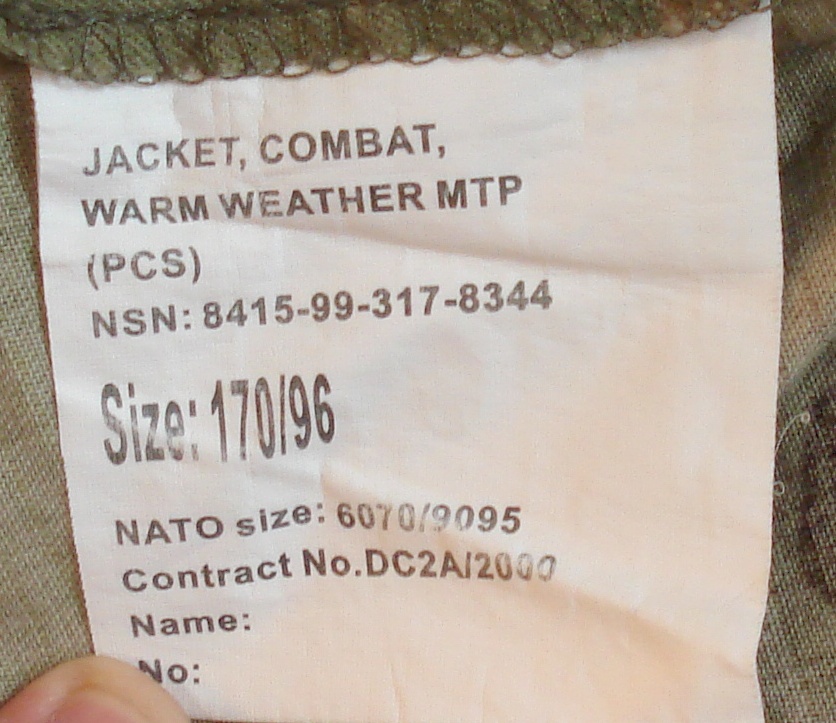 JACKET, COMBAT,
WARM WEATHER MTP
(PCS)
NSN: 8415-99-317-8344
Size: 170/96
NATO size: 6070/9095
Contract No.DC2A/2000
Name:
No: